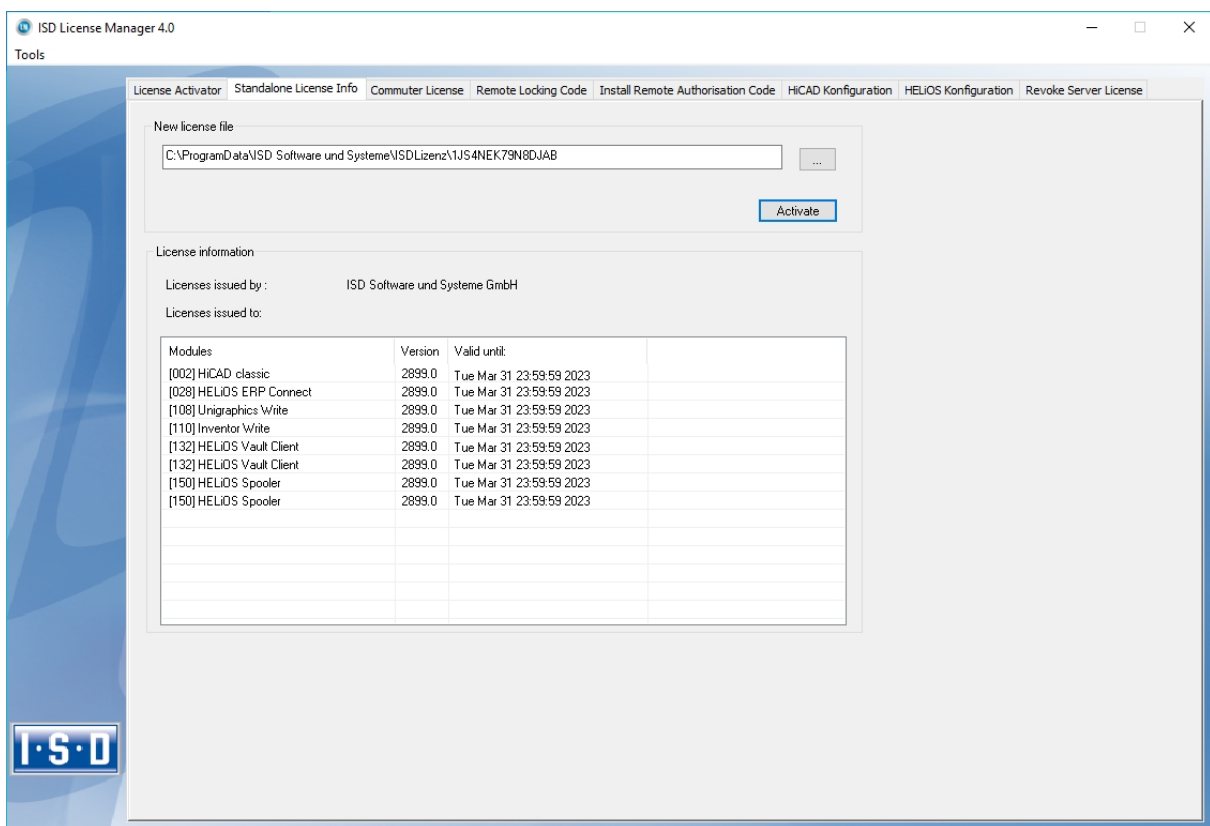 ISD License Manager 4.0
Tools
License Activator Standalone License Info Commuter License Remote Locking Code Install Remote Authorisation Code HiCAD Konfiguration HELiOS Konfiguration Revoke Server License
New license file
C:\ProgramData\ISD Software und Systeme\ISDLizenz\1JS4NEK79N8DJAB
...
Activate
License information
Licenses issued by : ISD Software und Systeme GmbH
Licenses issued to:
Modules Version Valid until:
[002] HiCAD classic 2899.0 Tue Mar 31 23:59:59 2023
[028] HELiOS ERP Connect 2899.0 Tue Mar 31 23:59:59 2023
[108] Unigraphics Write 2899.0 Tue Mar 31 23:59:59 2023
[110] Inventor Write 2899.0 Tue Mar 31 23:59:59 2023
[132] HELiOS Vault Client 2899.0 Tue Mar 31 23:59:59 2023
[132] HELiOS Vault Client 2899.0 Tue Mar 31 23:59:59 2023
[150] HELiOS Spooler 2899.0 Tue Mar 31 23:59:59 2023
[150] HELiOS Spooler 2899.0 Tue Mar 31 23:59:59 2023
I·S·D